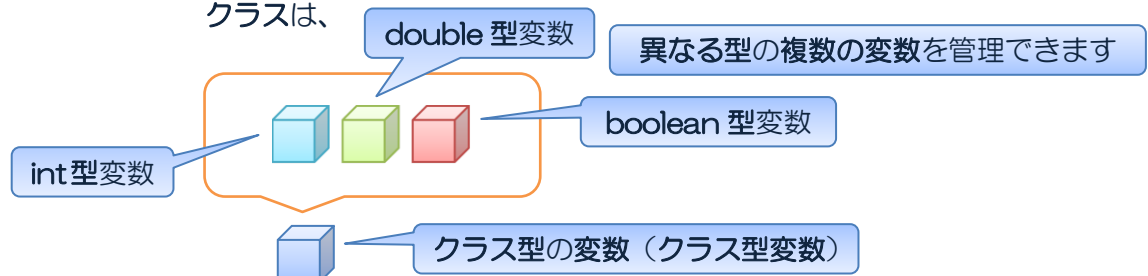 クラスは、
double 型変数
異なる型の複数の変数を管理できます
boolean 型変数
int型変数
クラス型の変数（クラス型変数）